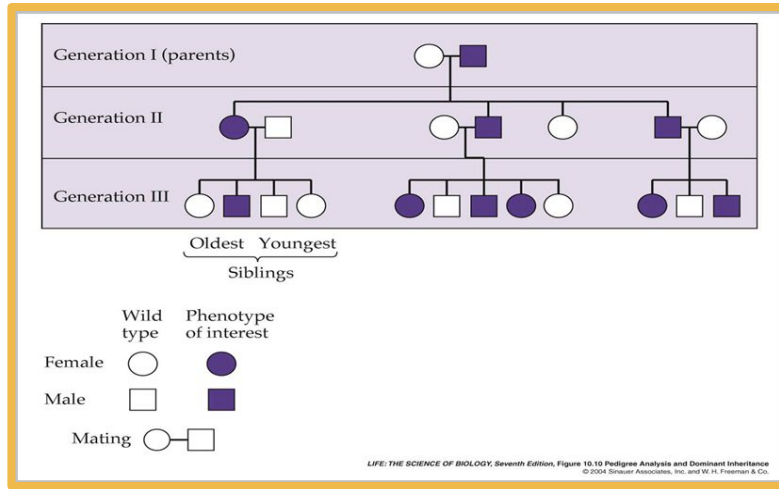 Generation I (parents)
Generation II
Generation III
Oldest Youngest
Siblings
Wild type
Phenotype of interest
Female
Male
Mating
LIFE: THE SCIENCE OF BIOLOGY, Seventh Edition, Figure 10.10 Pedigree Analysis and Dominant Inheritance
© 2004 Sinauer Associates, Inc. and W. H. Freeman & Co.